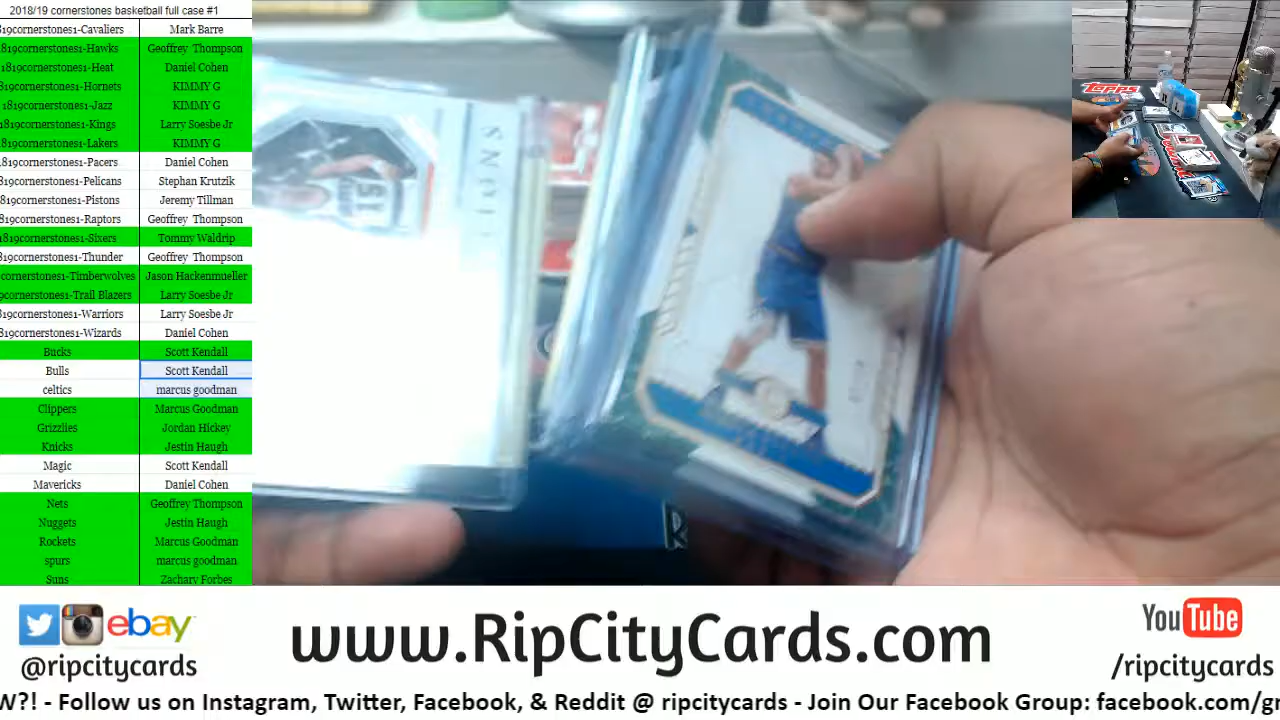 2018/19 cornerstones basketball full case #1
819cornerstones1-Cavaliers Mark Barre
1819cornerstones1-Hawks Geoffrey Thompson
1819cornerstones1-Heat Daniel Cohen
819cornerstones1-Hornets KIMMY G
1819cornerstones1-Jazz KIMMY G
1819cornerstones1-Kings Larry Soesbe Jr
1819cornerstones1-Lakers KIMMY G
1819cornerstones1-Pacers Daniel Cohen
1819cornerstones1-Pelicans Stephan Krutzik
1819cornerstones1-Pistons Jeremy Tillman
1819cornerstones1-Raptors Geoffrey Thompson
1819cornerstones1-Sixers Tommy Waldrip
819cornerstones1-Thunder Geoffrey Thompson
cornerstones1-Timberwolves Jason Hackenmueller
9cornerstones1-Trail Blazers Larry Soesbe Jr
819cornerstones1-Warriors Larry Soesbe Jr
819cornerstones1-Wizards Daniel Cohen
Bucks Scott Kendall
Bulls Scott Kendall
celtics marcus goodman
Clippers Marcus Goodman
Grizzlies Jordan Hickey
Knicks Jestin Haugh
Magic Scott Kendall
Mavericks Daniel Cohen
Nets Geoffrey Thompson
Nuggets Jestin Haugh
Rockets Marcus Goodman
spurs marcus goodman
Suns Zachary Forbes
topps
ebay
@ripcitycards
www.RipCityCards.com
YouTube
/ripcitycards
W?! - Follow us on Instagram, Twitter, Facebook, & Reddit @ ripcitycards - Join Our Facebook Group: facebook.com/gr